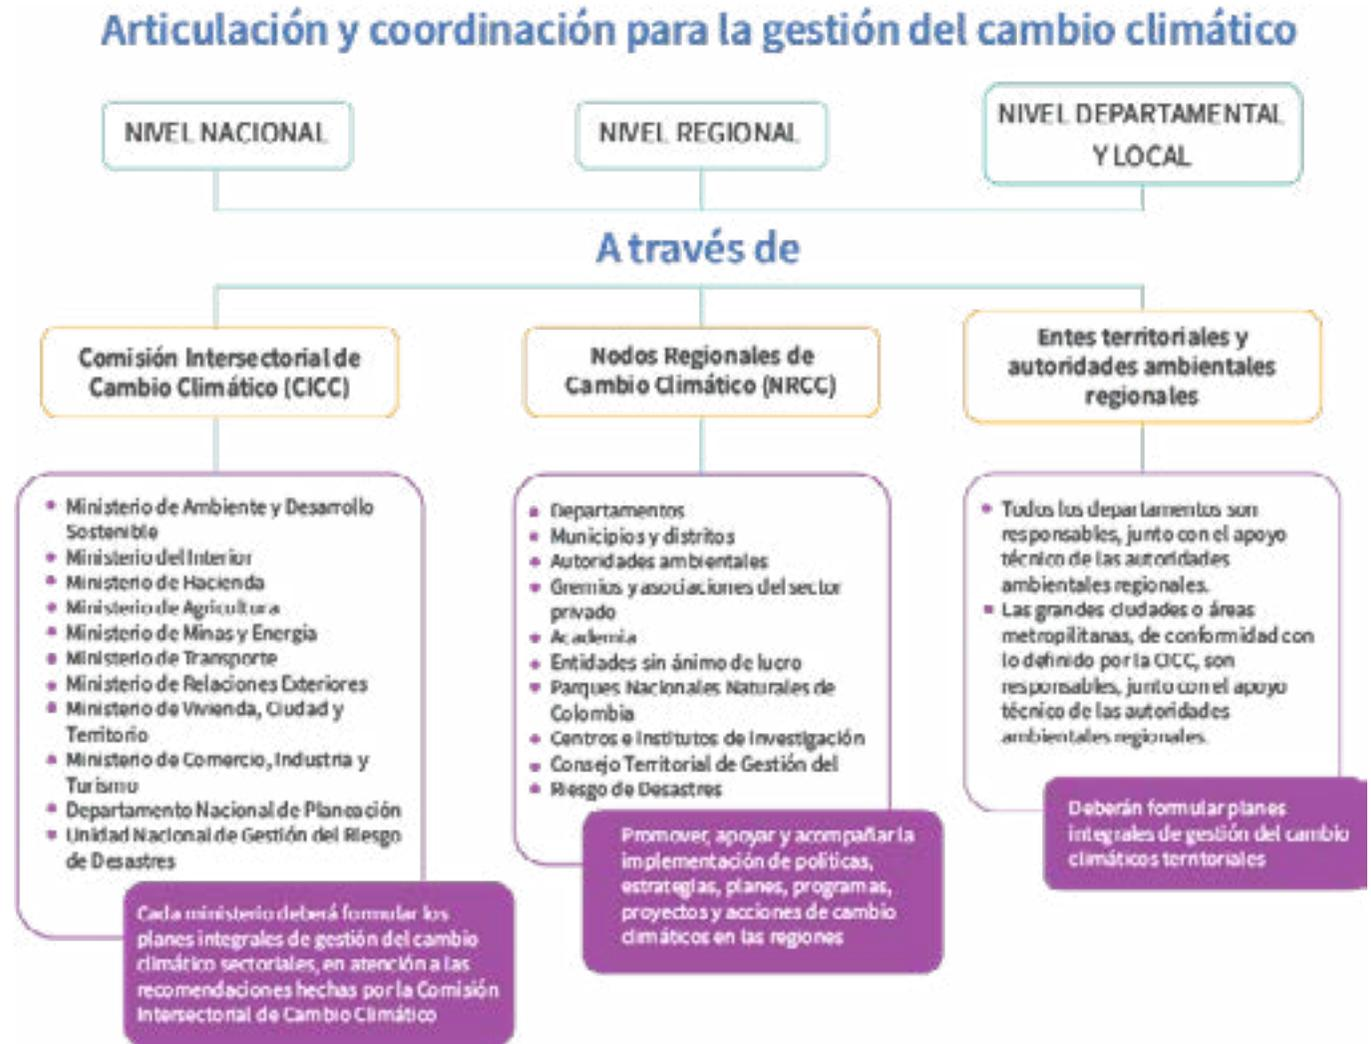 Articulación y coordinación para la gestión del cambio climático
NIVEL NACIONAL
NIVEL REGIONAL
NIVEL DEPARTAMENTAL
Y LOCAL
A través de
Comisión Intersectorial de
Cambio Climático (CICC)
Nodos Regionales de
Cambio Climático (NRCC)
Entes territoriales y
autoridades ambientales
regionales
Ministerio de Ambiente y Desarrollo
Sostenible
Ministerio del Interior
Ministerio de Hacienda
Ministerio de Agricultura
Ministerio de Minas y Energía
Ministerio de Transporte
Ministerio de Relaciones Exteriores
Ministerio de Vivienda, Ciudad y
Territorio
Ministerio de Comercio, Industria y
Turismo
Departamento Nacional de Planeación
Unidad Nacional de Gestión del Riesgo
de Desastres
Cada ministerio deberá formular los
planes integrales de gestión del cambio
climático sectoriales, en atención a las
recomendaciones hechas por la Comisión
Intersectorial de Cambio Climático
Departamentos
Municipios y distritos
Autoridades ambientales
Gremios y asociaciones del sector
privado
Academia
Entidades sin ánimo de lucro
Parques Nacionales Naturales de
Colombia
Centros e Institutos de Investigación
Consejo Territorial de Gestión del
Riesgo de Desastres
Promover, apoyar y acompañar la
implementación de políticas,
estrategias, planes, programas,
proyectos y acciones de cambio
climáticos en las regiones
Todos los departamentos son
responsables, junto con el apoyo
técnico de las autoridades
ambientales regionales.
Las grandes ciudades o áreas
metropilitanas, de conformidad con
lo definido por la CICC, son
responsables, junto con el apoyo
técnico de las autoridades
ambientales regionales.
Deberán formular planes
integrales de gestión del cambio
climáticos territoriales